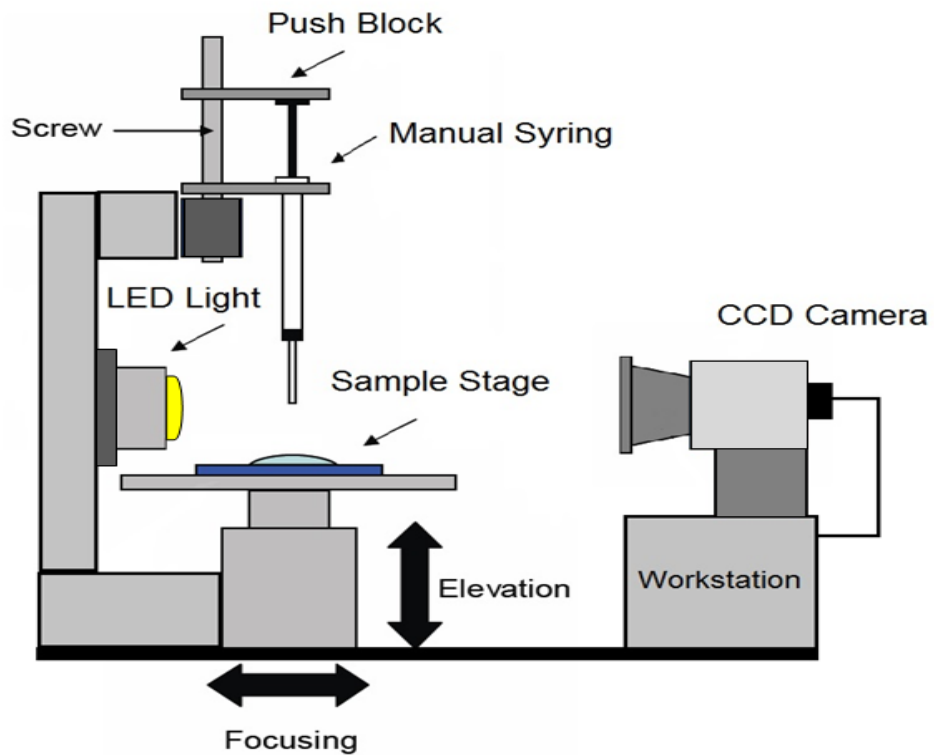 Push Block
Screw
Manual Syring
LED Light
CCD Camera
Sample Stage
Elevation
Workstation
Focusing